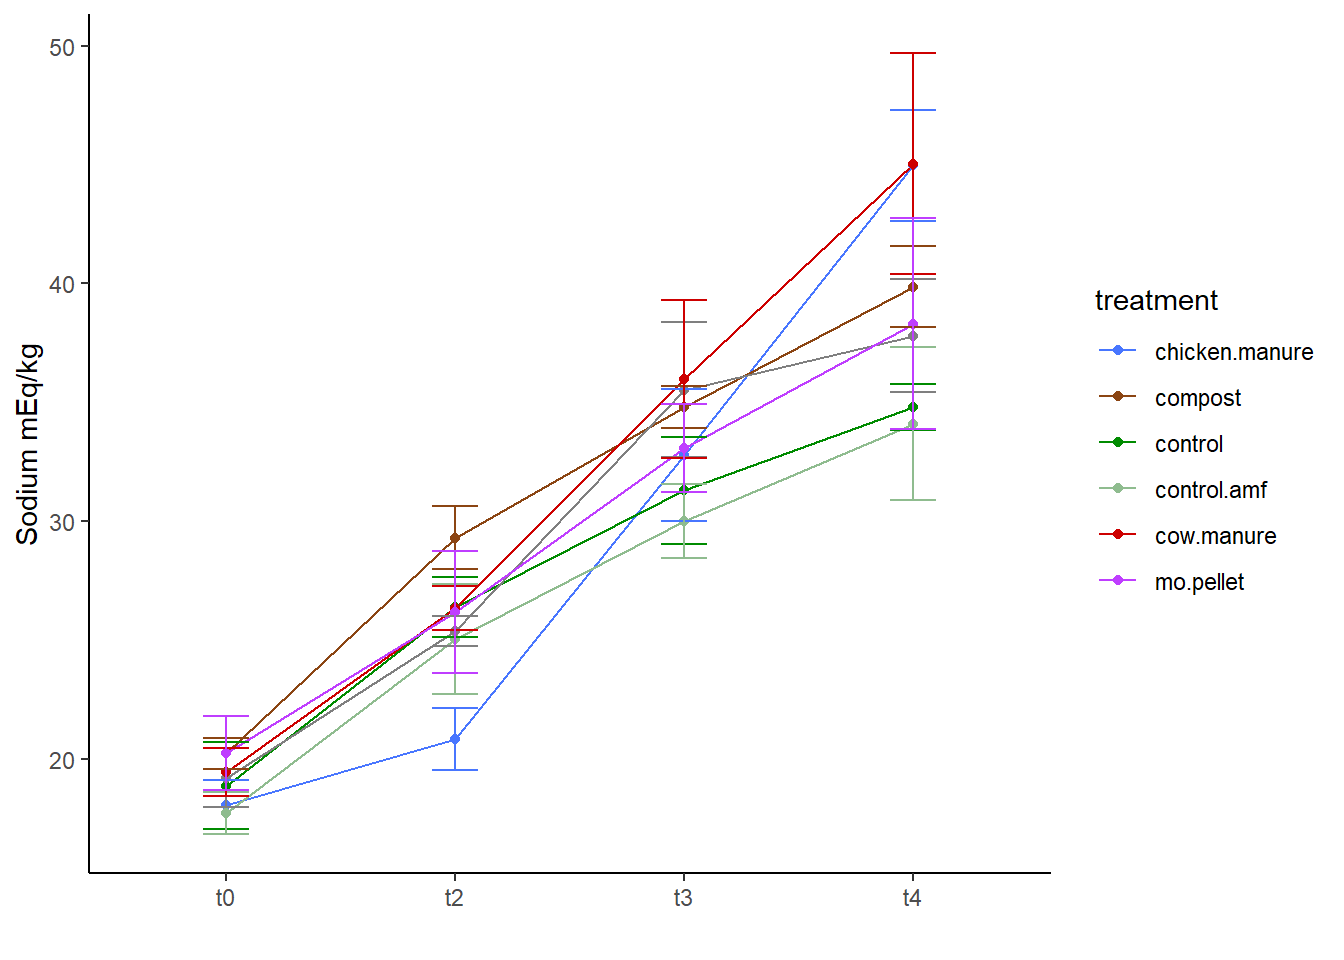 Sodium mEq/kg
50
40
30
20
t0
t2
t3
t4
treatment
chicken.manure
compost
control
control.amf
cow.manure
mo.pellet